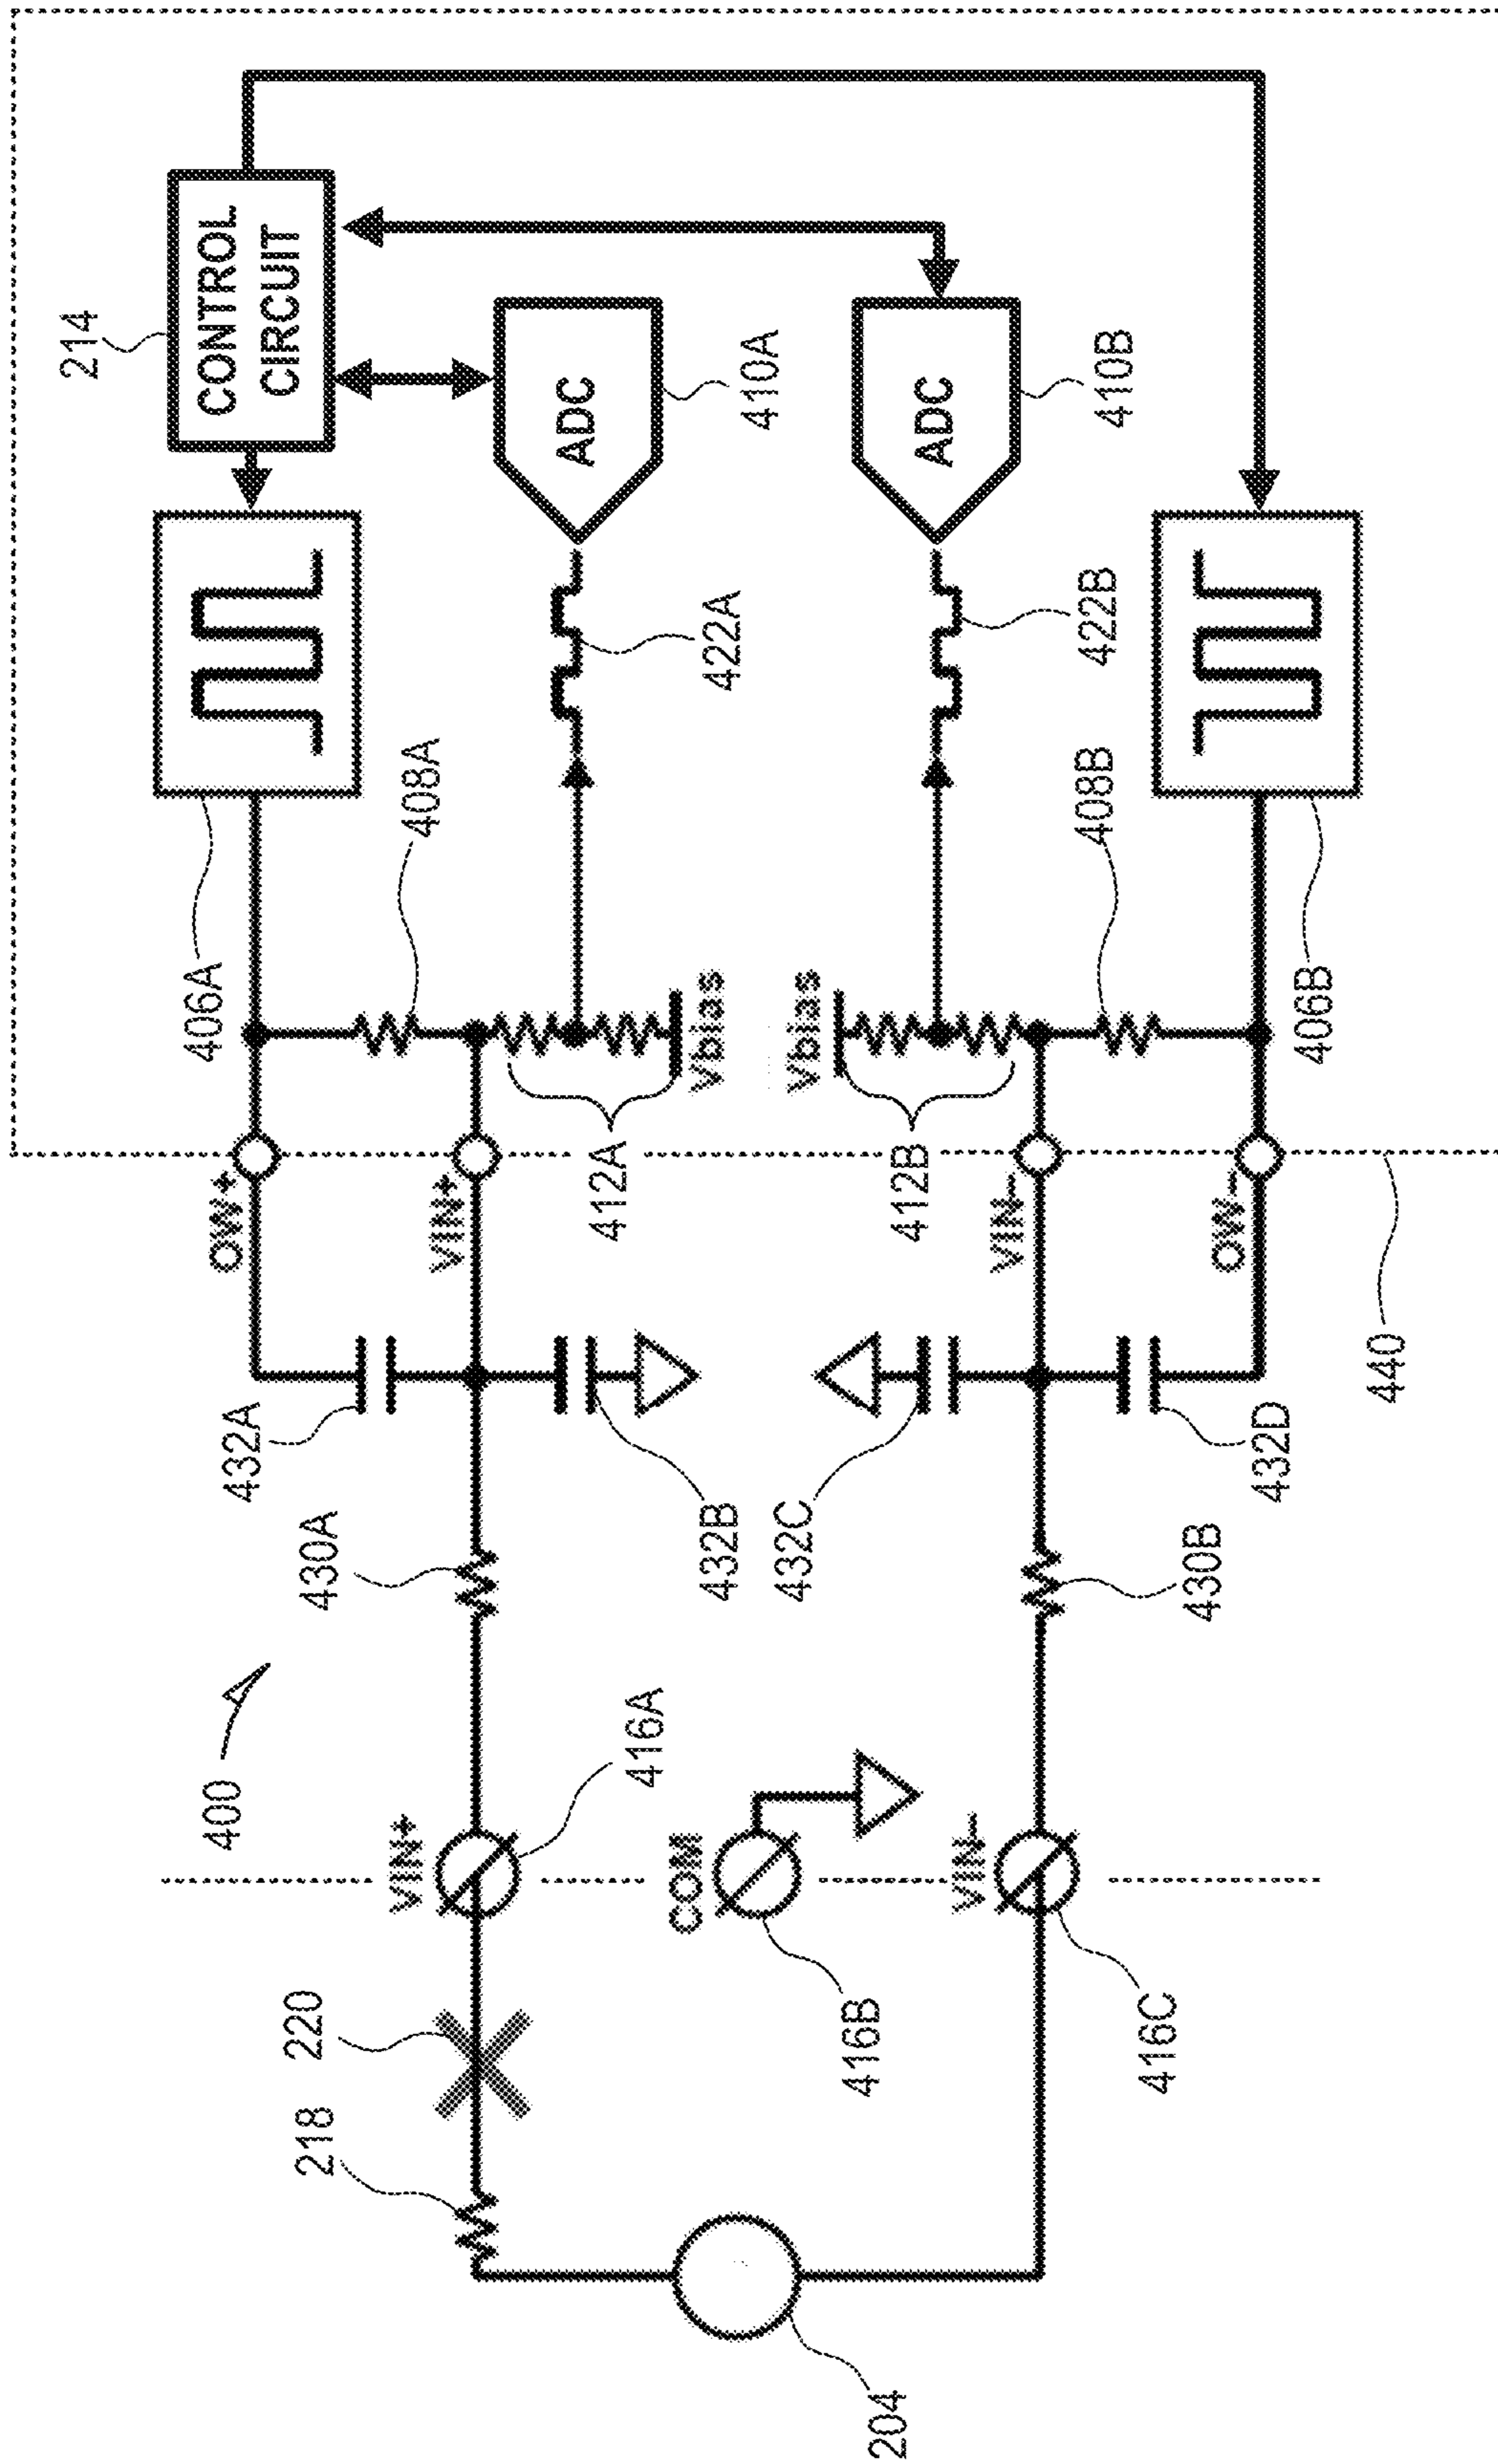 214
CONTROL
CIRCUIT
406A
408A
422A
ADC
410A
OW+
VIN+
412A
Vbias
Vbias
412B
VIN–
OW–
408B
422B
ADC
410B
406B
440
432A
432B
432C
432D
430A
430B
400
VIN+
416A
COM
416B
VIN–
416C
220
218
204